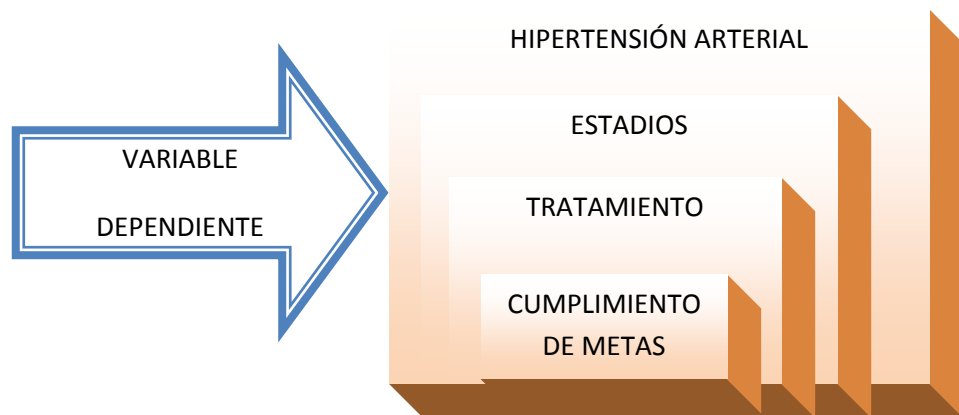 VARIABLE
DEPENDIENTE
HIPERTENSIÓN ARTERIAL
ESTADIOS
TRATAMIENTO
CUMPLIMIENTO
DE METAS